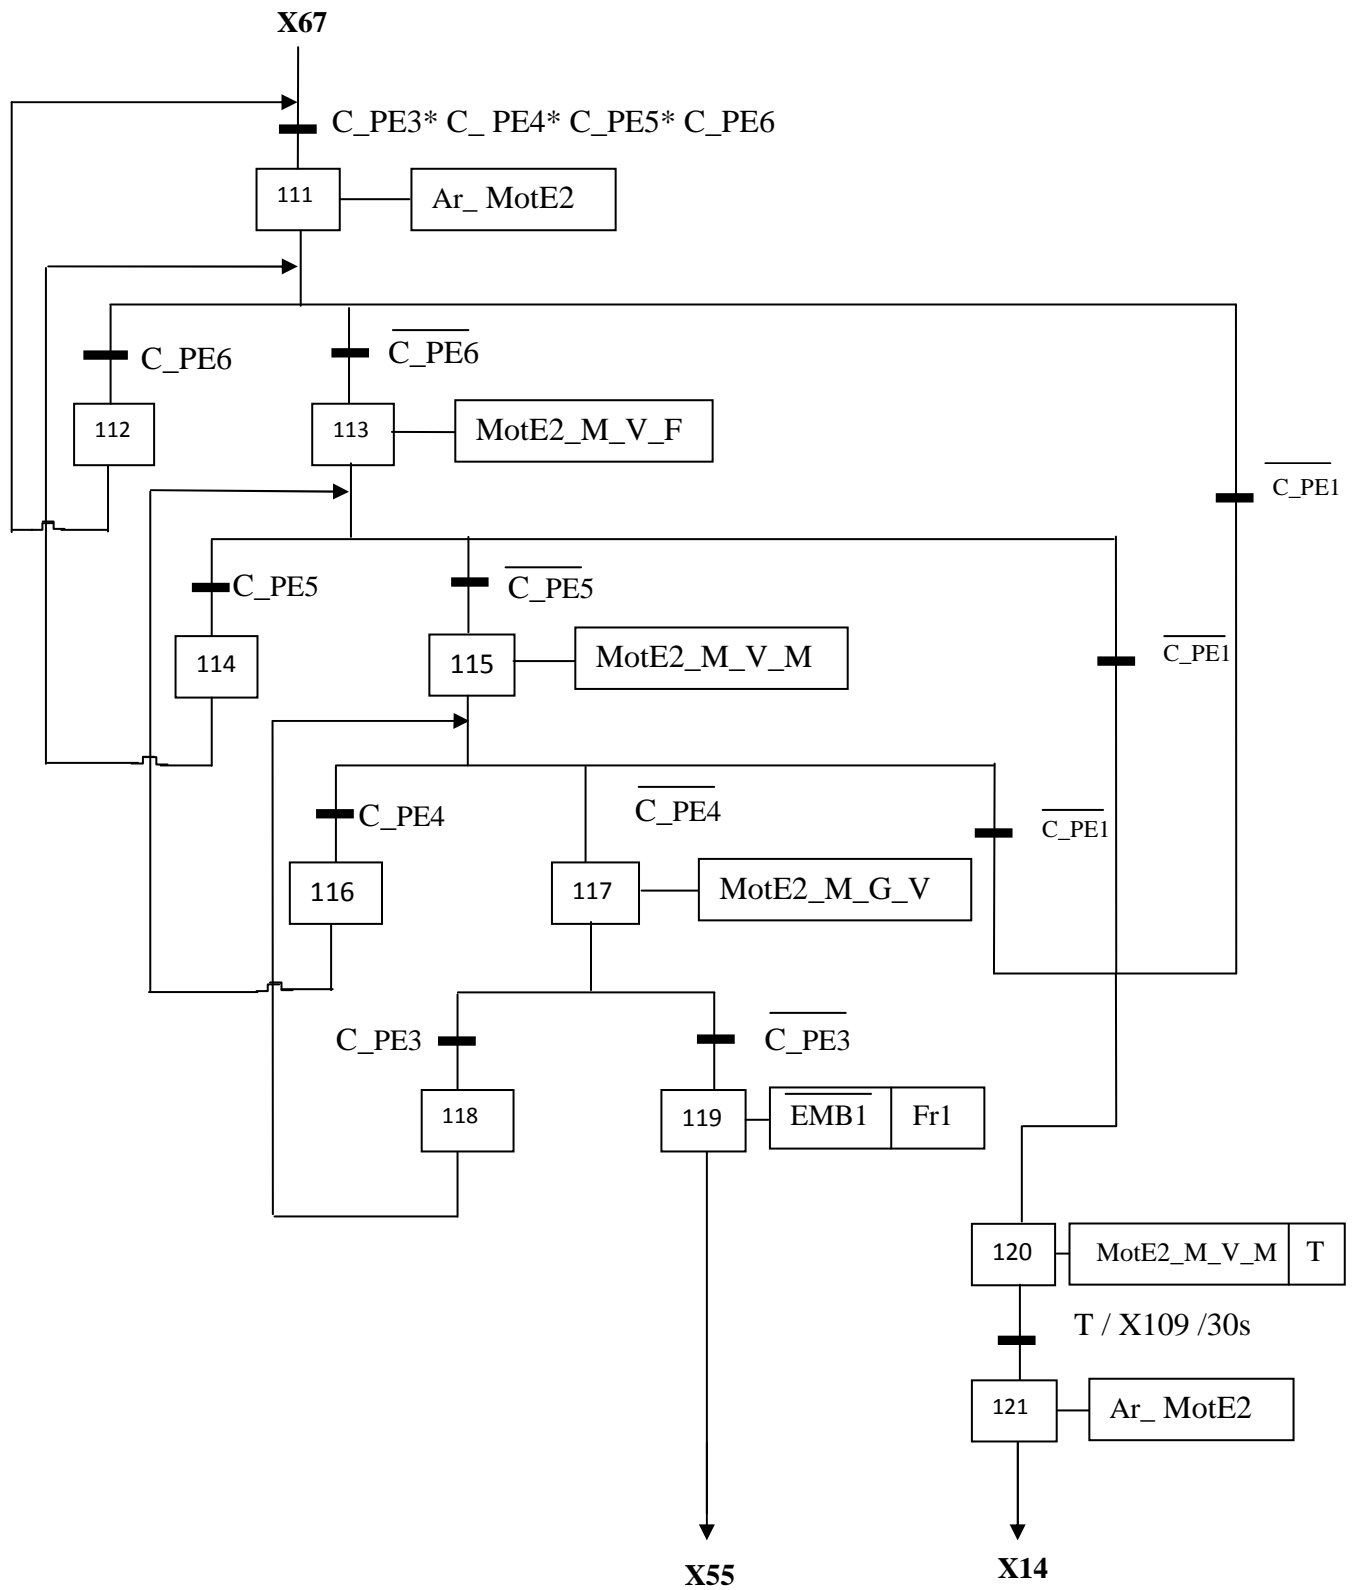 X67
C_PE3* C_ PE4* C_PE5* C_PE6
111
Ar_ MotE2
C_PE6
C_PE6
112
113
MotE2_M_V_F
C_PE1
C_PE5
C_PE5
114
115
MotE2_M_V_M
C_PE1
C_PE4
C_PE4
C_PE1
116
117
MotE2_M_G_V
C_PE3
C_PE3
118
119
EMB1
Fr1
120
MotE2_M_V_M
T
T / X109 /30s
121
Ar_ MotE2
X55
X14